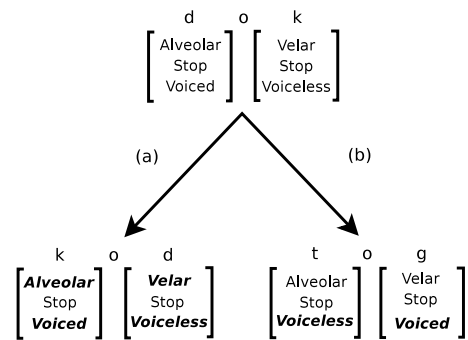 d o k
Alveolar Velar
Stop Stop
Voiced Voiceless
(a) (b)
k o d t o g
Alveolar Velar Alveolar Velar
Stop Stop Stop Stop
Voiced Voiceless Voiceless Voiced